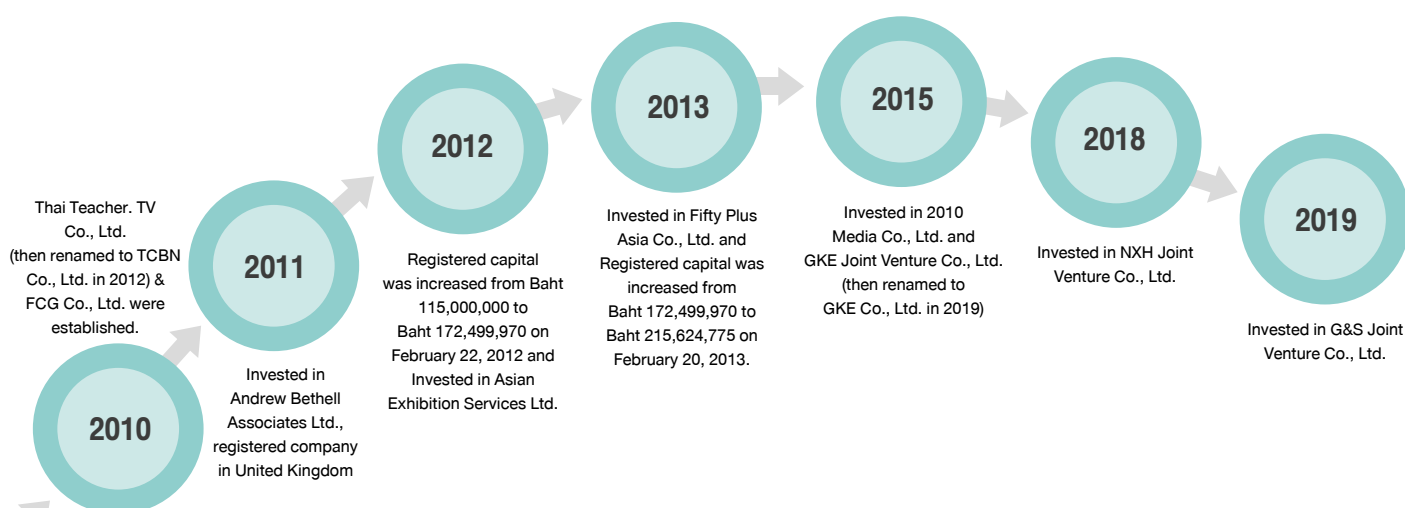 Thai Teacher. TV
Co., Ltd.
(then renamed to TCBN
Co., Ltd. in 2012) &
FCG Co., Ltd. were
established.
2010
2011
Invested in
Andrew Bethell
Associates Ltd.,
registered company
in United Kingdom
2012
Registered capital
was increased from Baht
115,000,000 to
Baht 172,499,970 on
February 22, 2012 and
Invested in Asian
Exhibition Services Ltd.
2013
Invested in Fifty Plus
Asia Co., Ltd. and
Registered capital was
increased from
Baht 172,499,970 to
Baht 215,624,775 on
February 20, 2013.
2015
Invested in 2010
Media Co., Ltd. and
GKE Joint Venture Co., Ltd.
(then renamed to
GKE Co., Ltd. in 2019)
2018
Invested in NXH Joint
Venture Co., Ltd.
2019
Invested in G&S Joint
Venture Co., Ltd.